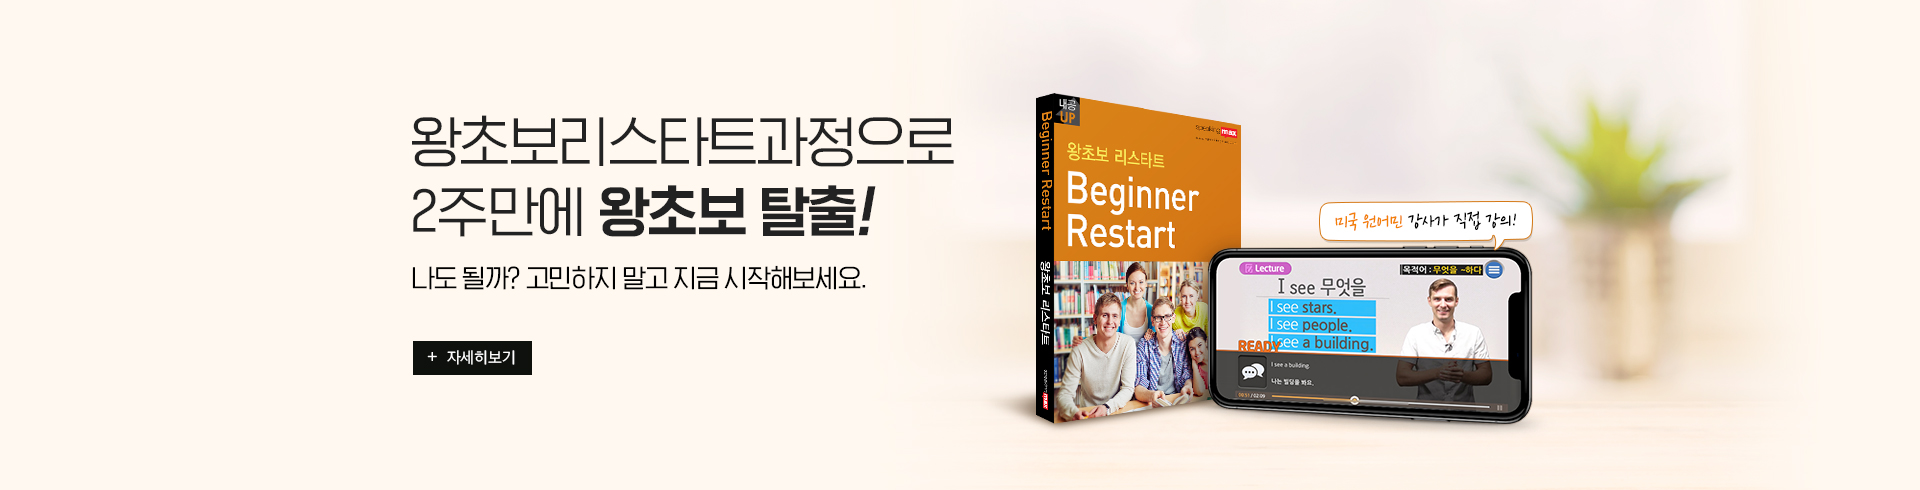 왕초보리스타트과정으로
2주만에 왕초보 탈출!
나도 될까? 고민하지 말고 지금 시작해보세요.
+ 자세히보기
내공
UP
Beginner Restart 왕초보 리스타트
speaking max
왕초보 리스타트
Beginner
Restart
미국 원어민 강사가 직접 강의!
Lecture
목적어 : 무엇을 ~하다
I see 무엇을
I see stars.
I see people.
I see a building.
READY
I see a building.
나는 빌딩을 봐요.
/ 02:09